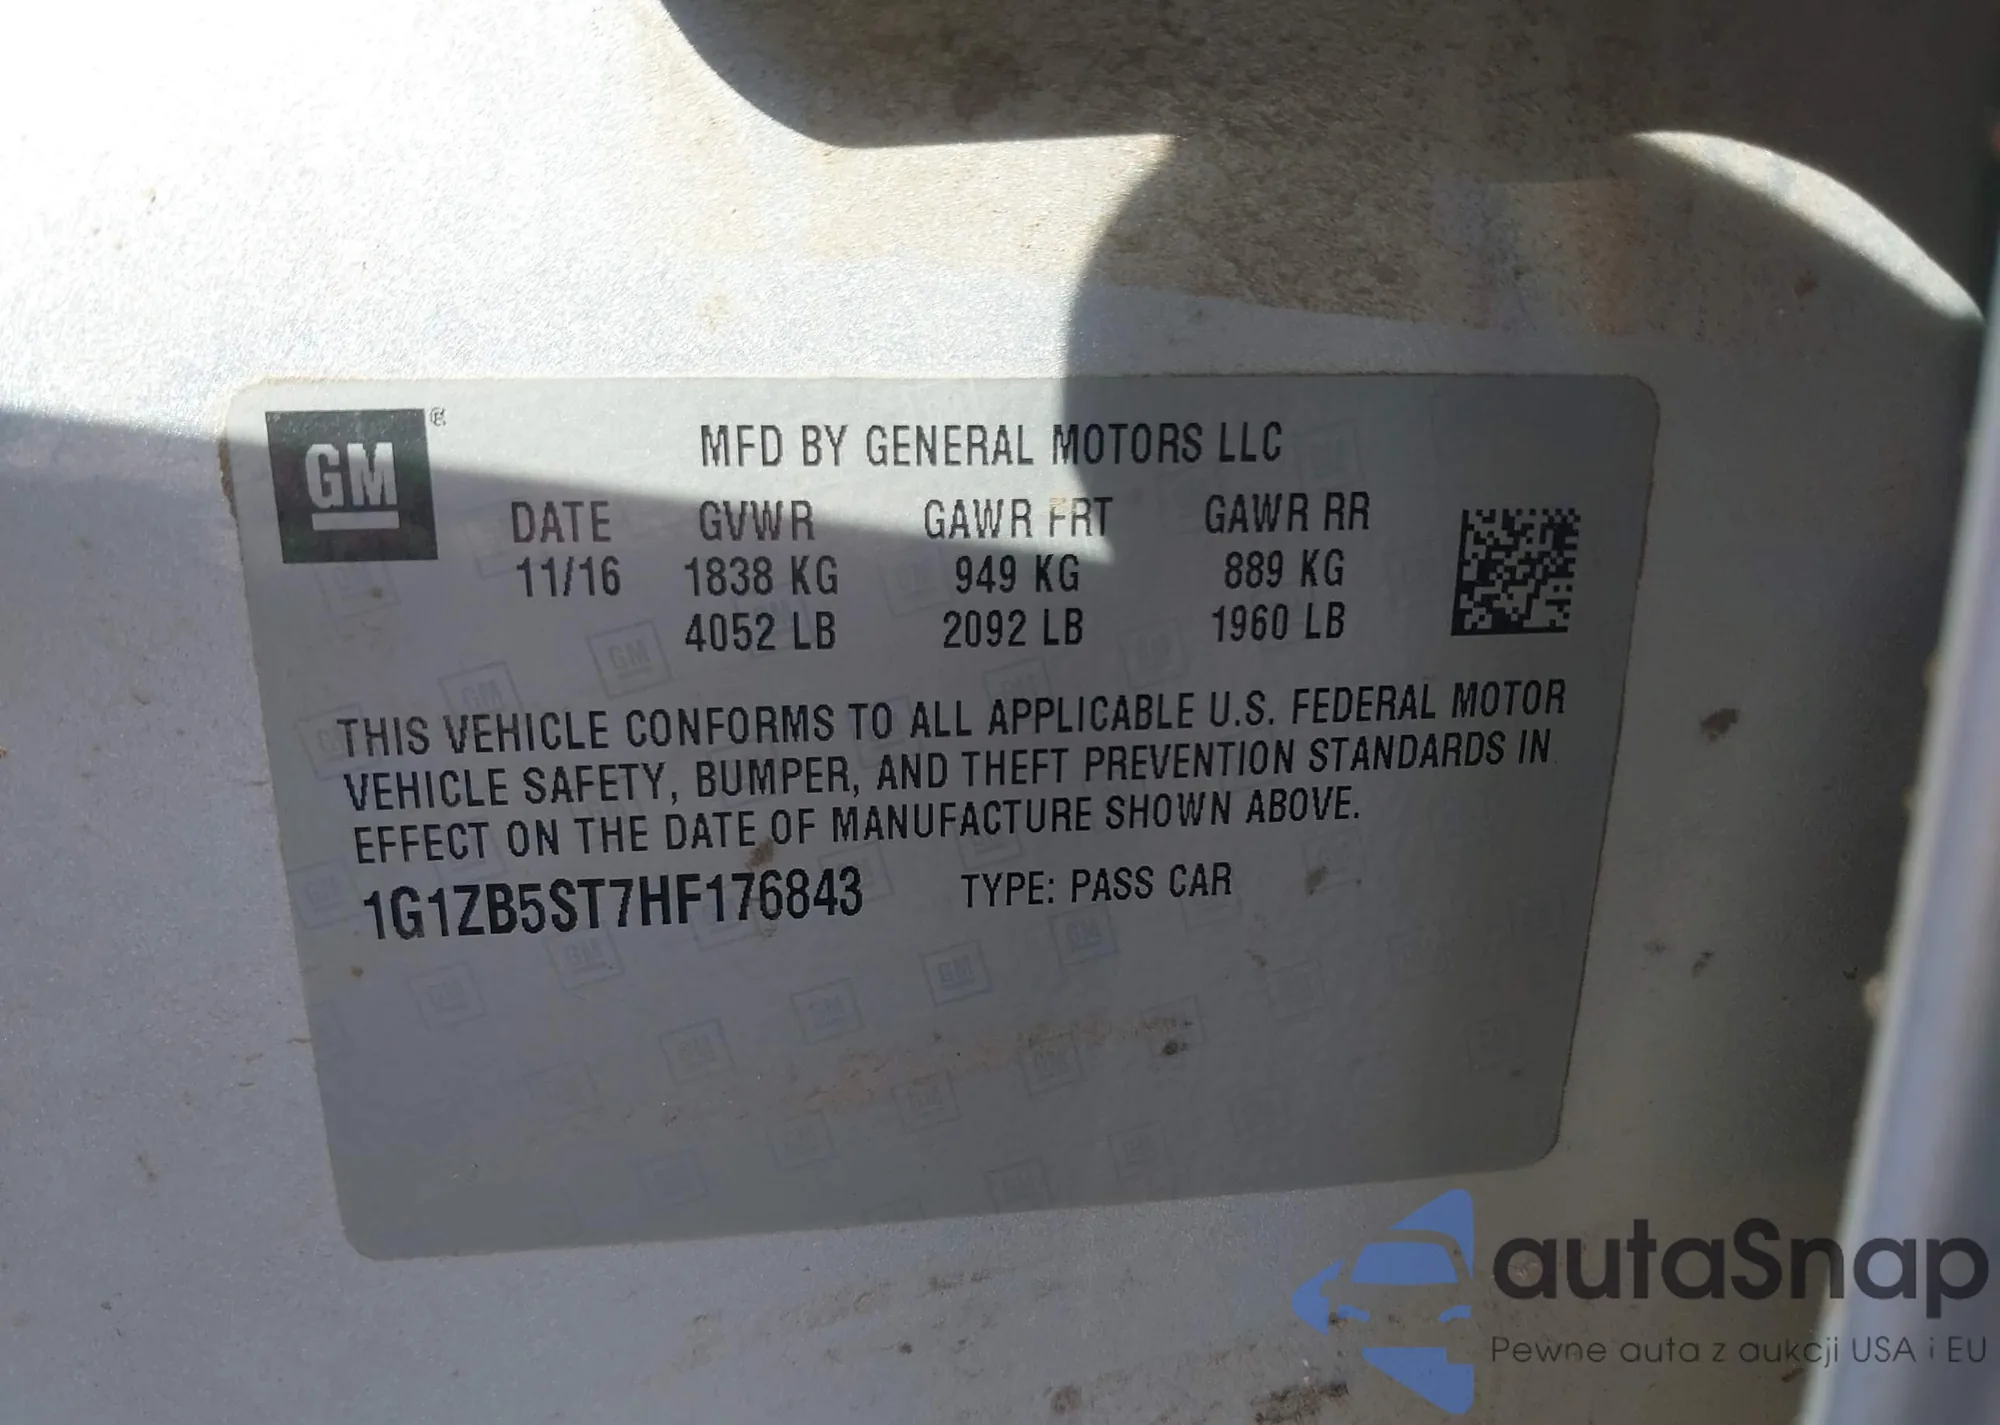 GM ®
MFD BY GENERAL MOTORS LLC
DATE GVWR GAWR FRT GAWR RR
11/16 1838 KG 949 KG 889 KG
4052 LB 2092 LB 1960 LB
THIS VEHICLE CONFORMS TO ALL APPLICABLE U.S. FEDERAL MOTOR
VEHICLE SAFETY, BUMPER, AND THEFT PREVENTION STANDARDS IN
EFFECT ON THE DATE OF MANUFACTURE SHOWN ABOVE.
1G1ZB5ST7HF176843 TYPE: PASS CAR
autaSnap
Pewne auta z aukcji USA i EU